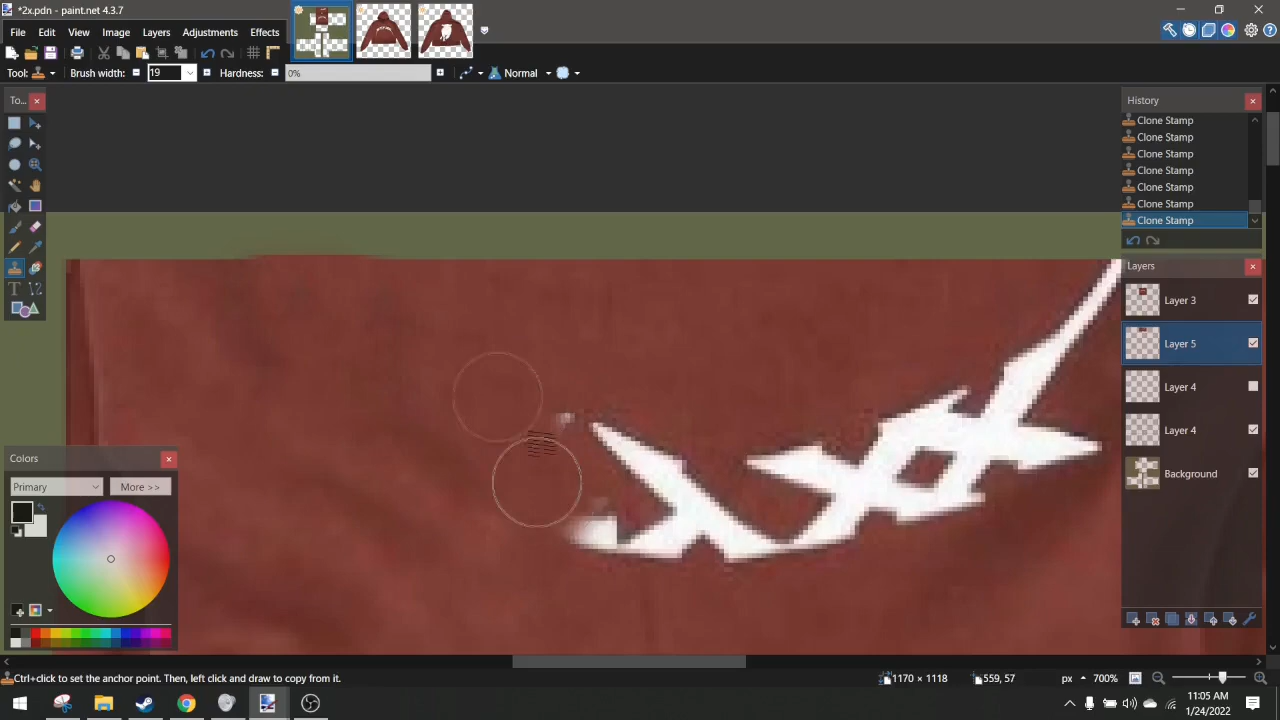 *2x.pdn - paint.net 4.3.7
File Edit View Image Layers Adjustments Effects
Tool: Brush width: 19 Hardness: 0% Normal
To...
History
Clone Stamp
Clone Stamp
Clone Stamp
Clone Stamp
Clone Stamp
Clone Stamp
Clone Stamp
Layers
Layer 3
Layer 5
Layer 4
Layer 4
Background
Colors
Primary More >>
Ctrl+click to set the anchor point. Then, left click and draw to copy from it. 1170 × 1118 559, 57 px 700%
11:05 AM
1/24/2022